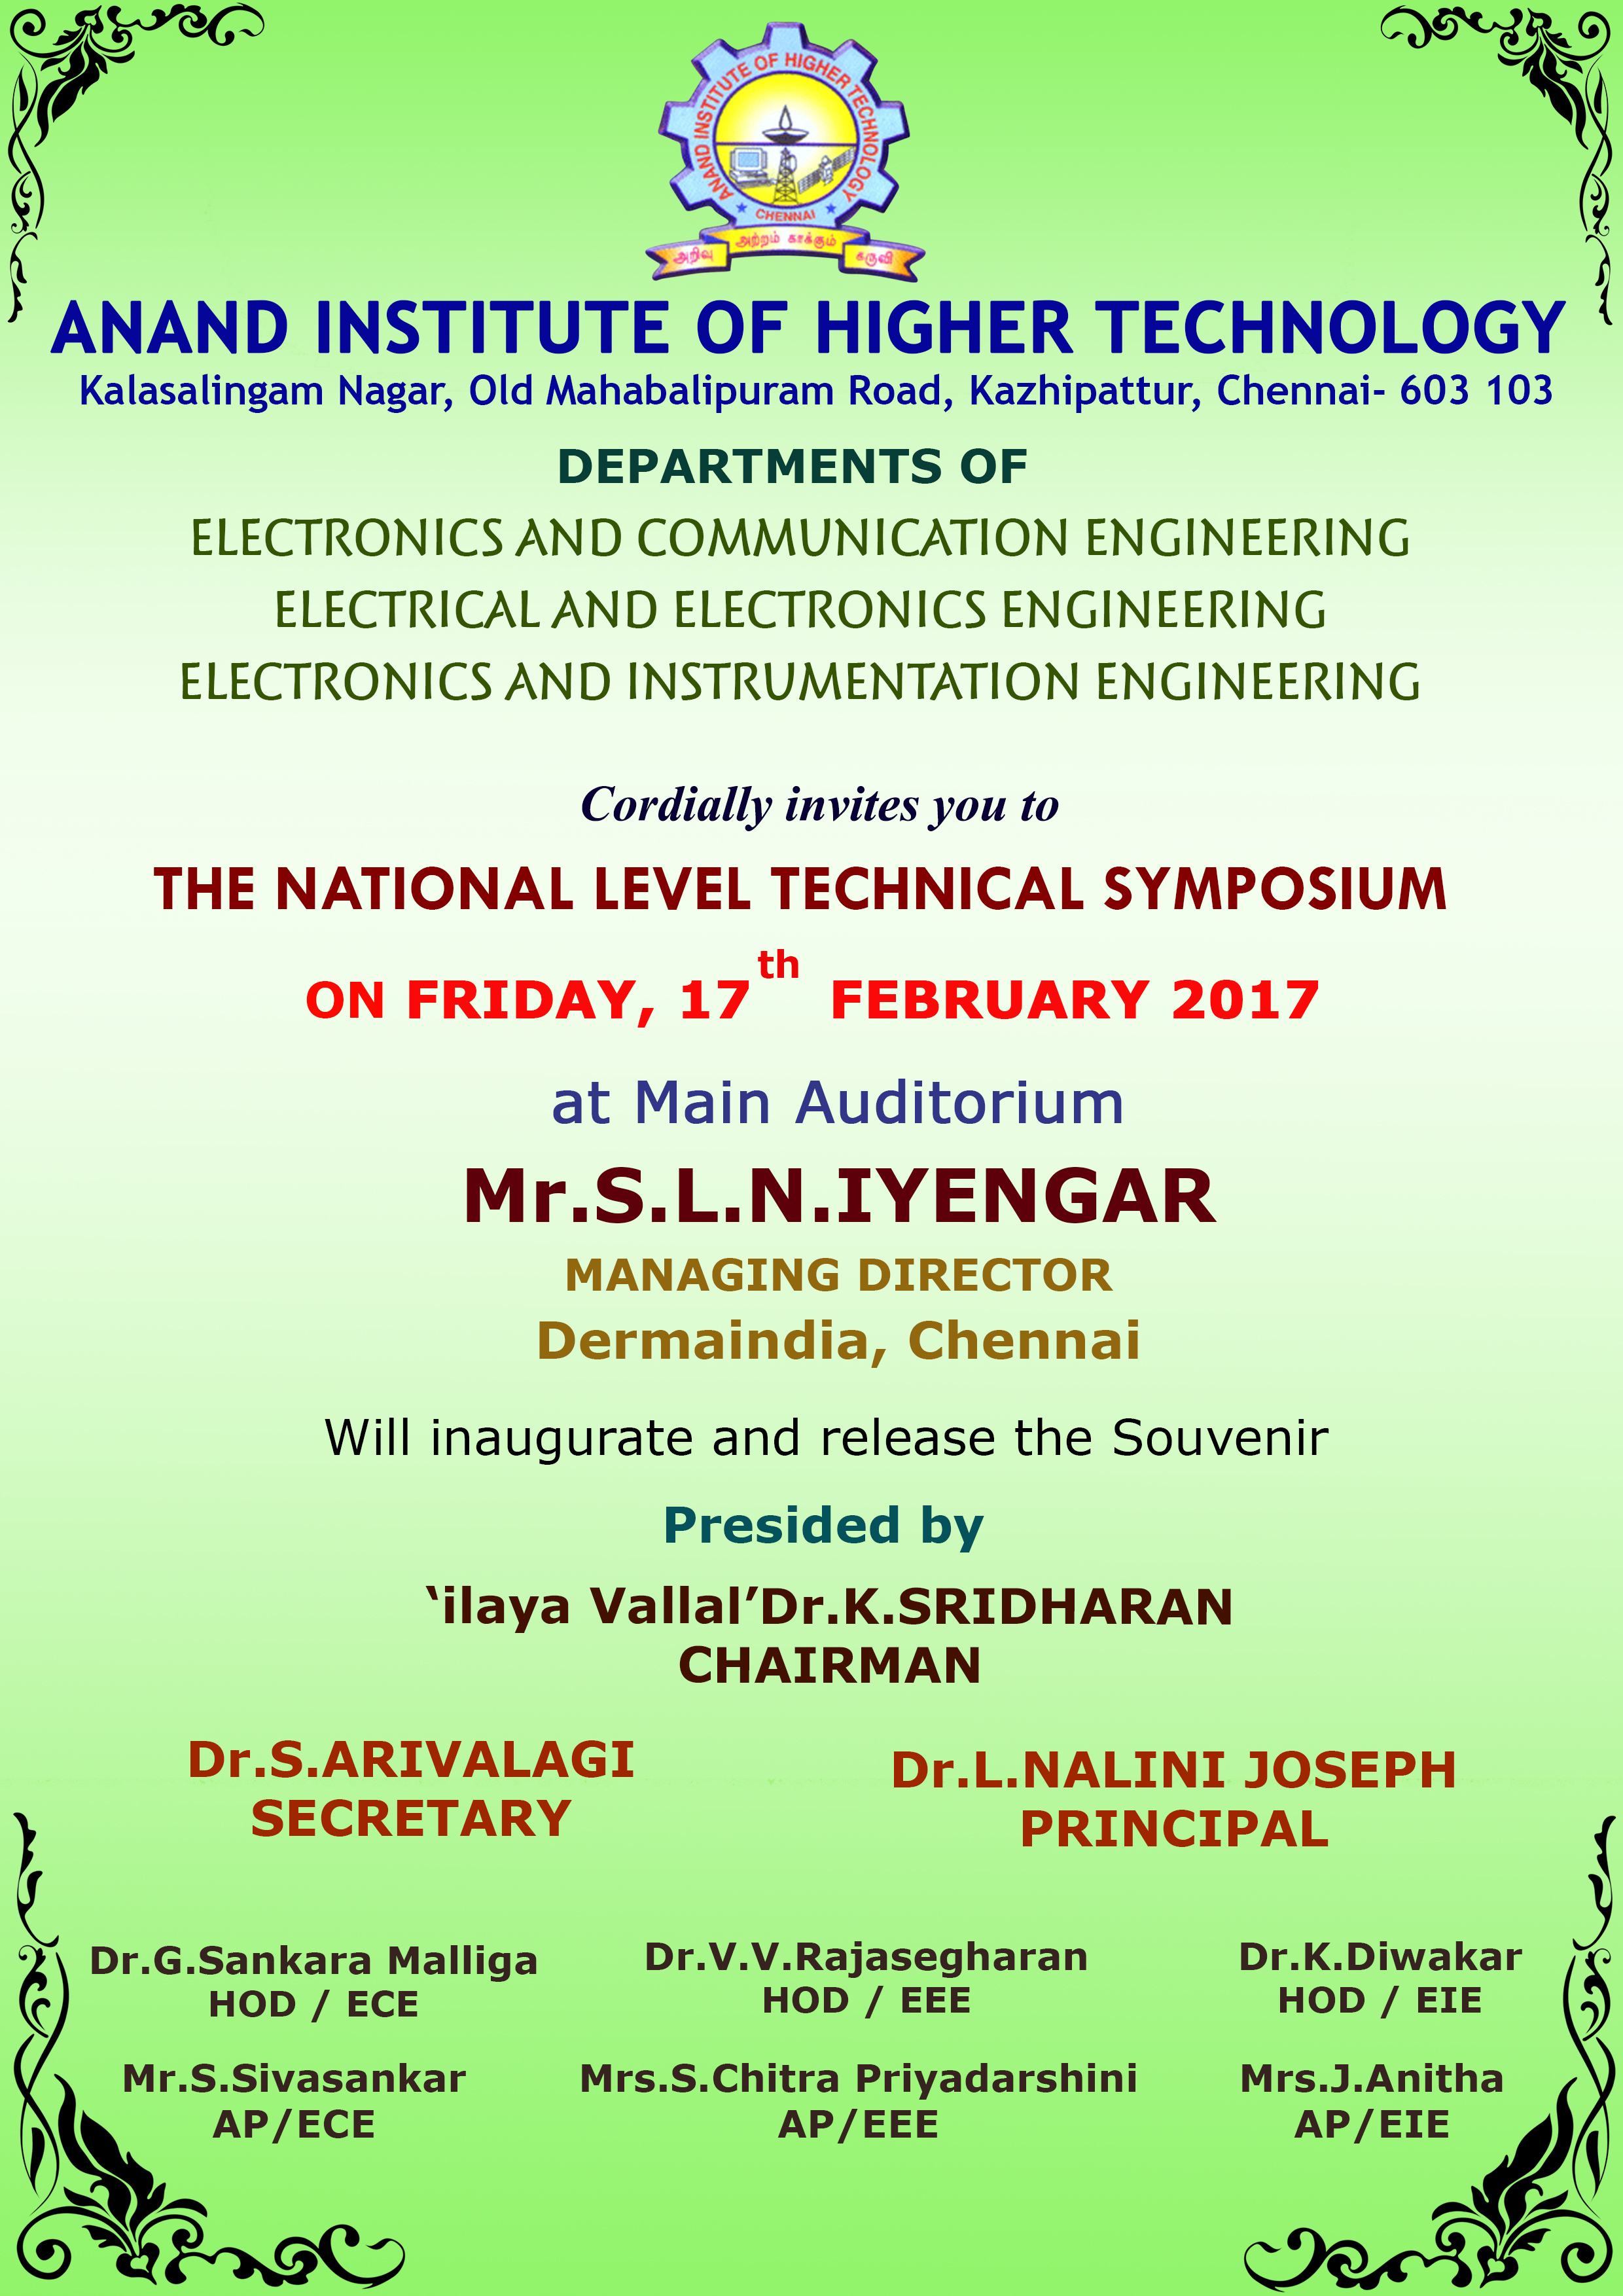 ANAND INSTITUTE OF HIGHER TECHNOLOGY
CHENNAI
அறிவு அற்றம் காக்கும் கருவி
ANAND INSTITUTE OF HIGHER TECHNOLOGY
Kalasalingam Nagar, Old Mahabalipuram Road, Kazhipattur, Chennai- 603 103
DEPARTMENTS OF
ELECTRONICS AND COMMUNICATION ENGINEERING
ELECTRICAL AND ELECTRONICS ENGINEERING
ELECTRONICS AND INSTRUMENTATION ENGINEERING
Cordially invites you to
THE NATIONAL LEVEL TECHNICAL SYMPOSIUM
ON FRIDAY, 17th FEBRUARY 2017
at Main Auditorium
Mr.S.L.N.IYENGAR
MANAGING DIRECTOR
Dermaindia, Chennai
Will inaugurate and release the Souvenir
Presided by
‘ilaya Vallal’Dr.K.SRIDHARAN
CHAIRMAN
Dr.S.ARIVALAGI
SECRETARY
Dr.L.NALINI JOSEPH
PRINCIPAL
Dr.G.Sankara Malliga
HOD / ECE
Dr.V.V.Rajasegharan
HOD / EEE
Dr.K.Diwakar
HOD / EIE
Mr.S.Sivasankar
AP/ECE
Mrs.S.Chitra Priyadarshini
AP/EEE
Mrs.J.Anitha
AP/EIE